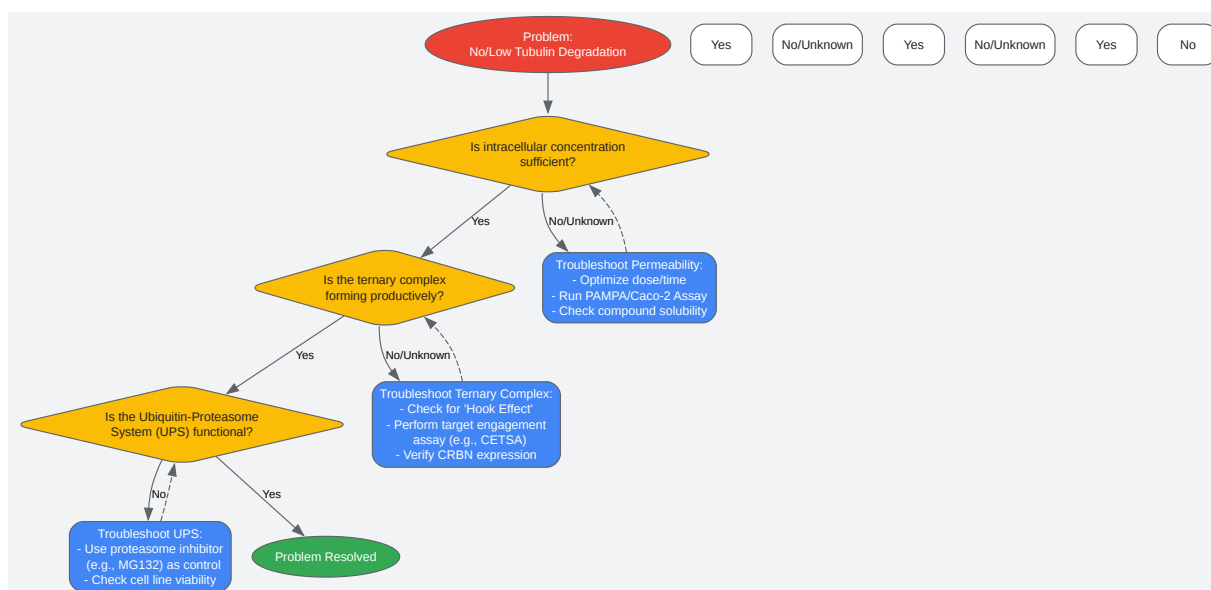 Problem:
No/Low Tubulin Degradation
Yes
No/Unknown
Yes
No/Unknown
Yes
No
Is intracellular concentration
sufficient?
Yes
No/Unknown
Troubleshoot Permeability:
- Optimize dose/time
- Run PAMPA/Caco-2 Assay
- Check compound solubility
Is the ternary complex
forming productively?
Yes
No/Unknown
Troubleshoot Ternary Complex:
- Check for 'Hook Effect'
- Perform target engagement
assay (e.g., CETSA)
- Verify CRBN expression
Is the Ubiquitin-Proteasome
System (UPS) functional?
No
Yes
Troubleshoot UPS:
- Use proteasome inhibitor
(e.g., MG132) as control
- Check cell line viability
Problem Resolved